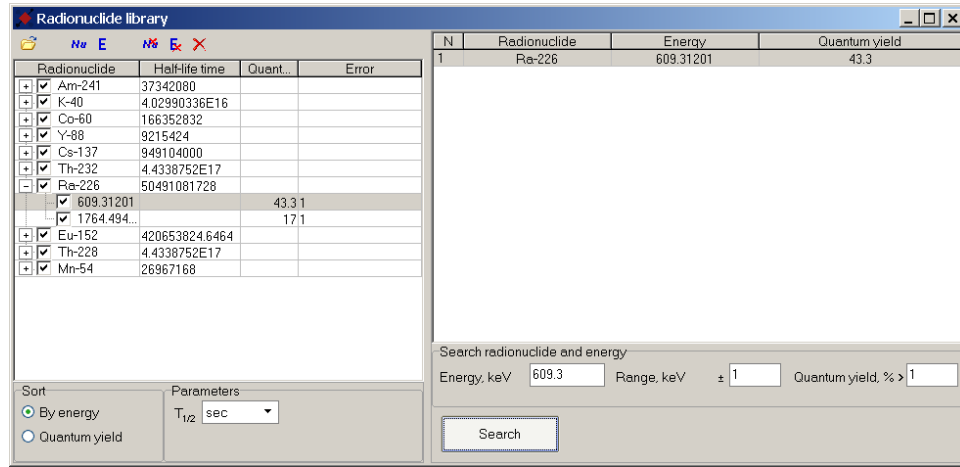 Radionuclide library
Nu E Nu E
Radionuclide Half-life time Quant... Error
Am-241 37342080
K-40 4.02990336E16
Co-60 166352832
Y-88 9215424
Cs-137 949104000
Th-232 4.4338752E17
Ra-226 50491081728
609.31201 43.3 1
1764.494... 17 1
Eu-152 420653824.6464
Th-228 4.4338752E17
Mn-54 26967168
Sort
By energy
Quantum yield
Parameters
T1/2 sec
N Radionuclide Energy Quantum yield
1 Ra-226 609.31201 43.3
Search radionuclide and energy
Energy, keV 609.3 Range, keV ± 1 Quantum yield, % > 1
Search